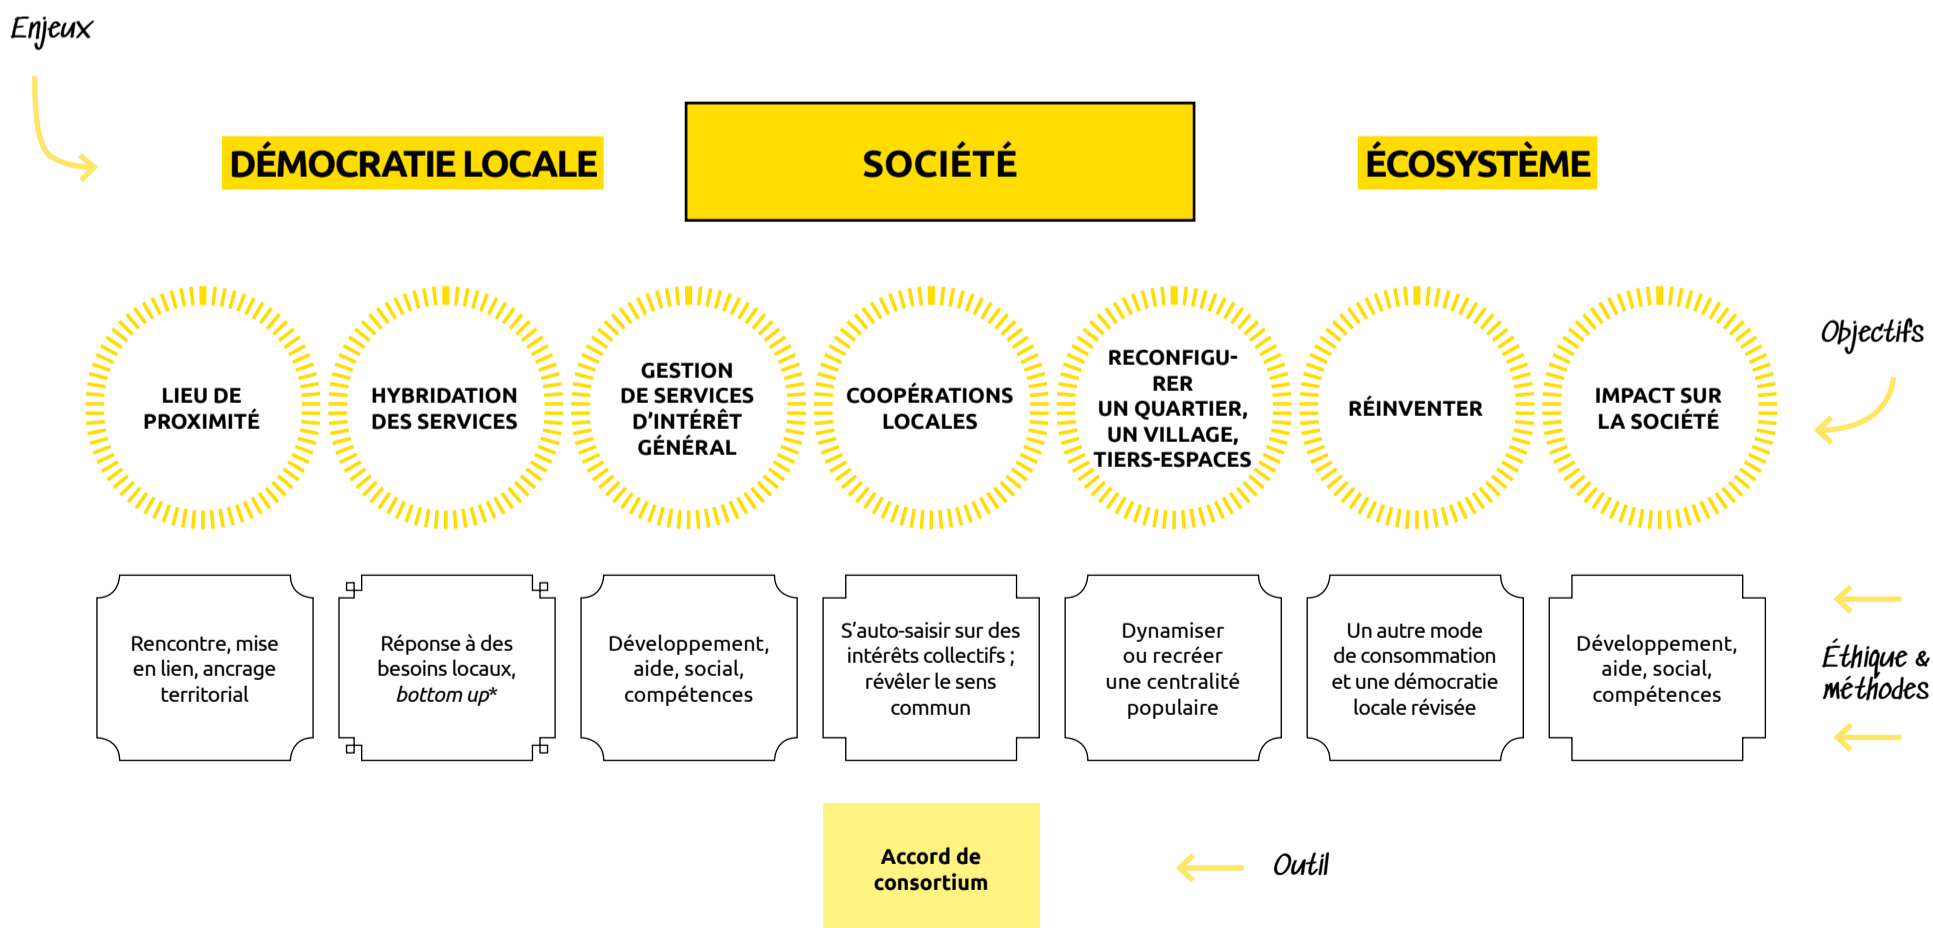 Enjeux
DÉMOCRATIE LOCALE
SOCIÉTÉ
ÉCOSYSTÈME
Objectifs
LIEU DE
PROXIMITÉ
HYBRIDATION
DES SERVICES
GESTION
DE SERVICES
D’INTÉRÊT
GÉNÉRAL
COOPÉRATIONS
LOCALES
RECONFIGU-
RER
UN QUARTIER,
UN VILLAGE,
TIERS-ESPACES
RÉINVENTER
IMPACT SUR
LA SOCIÉTÉ
Rencontre, mise
en lien, ancrage
territorial
Réponse à des
besoins locaux,
bottom up*
Développement,
aide, social,
compétences
S’auto-saisir sur des
intérêts collectifs ;
révêler le sens
commun
Dynamiser
ou recréer
une centralité
populaire
Un autre mode
de consommation
et une démocratie
locale révisée
Développement,
aide, social,
compétences
Éthique &
méthodes
Accord de
consortium
Outil